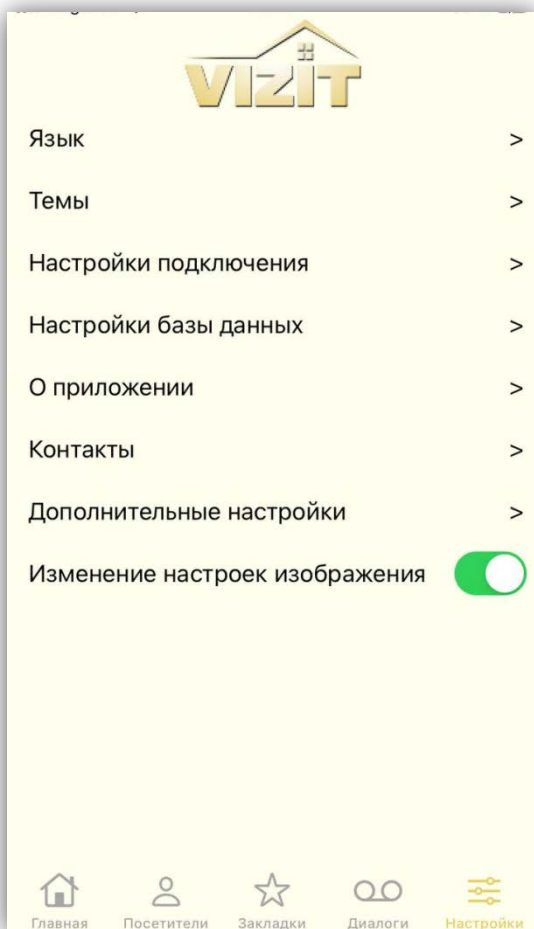 VIZIT
Язык >
Темы >
Настройки подключения >
Настройки базы данных >
О приложении >
Контакты >
Дополнительные настройки >
Изменение настроек изображения
Главная Посетители Закладки Диалоги Настройки